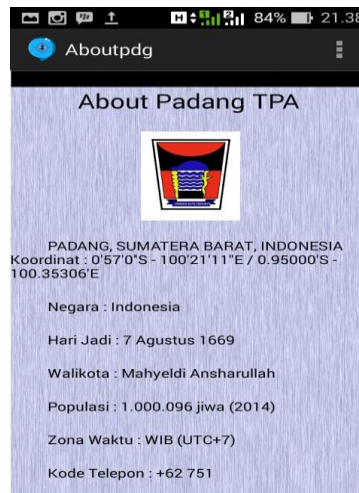 84% 21.38
Aboutpdg
About Padang TPA
PADANG, SUMATERA BARAT, INDONESIA
Koordinat : 0'57'0"S - 100'21'11"E / 0.95000'S -
100.35306'E
Negara : Indonesia
Hari Jadi : 7 Agustus 1669
Walikota : Mahyeldi Ansharullah
Populasi : 1.000.096 jiwa (2014)
Zona Waktu : WIB (UTC+7)
Kode Telepon : +62 751